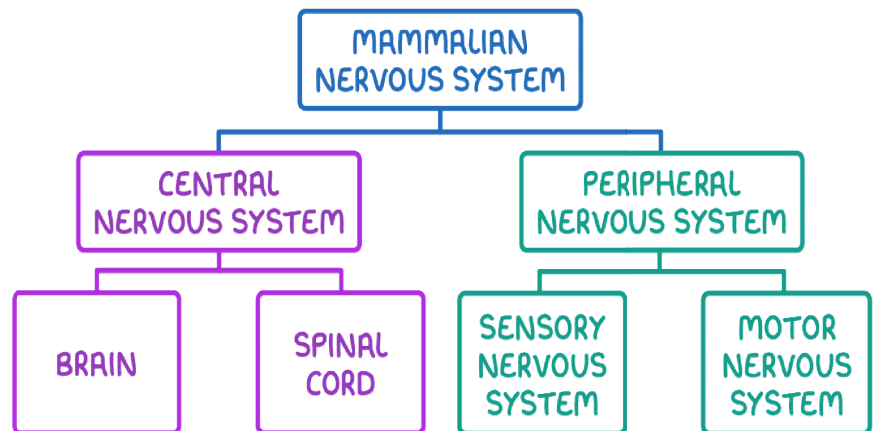 MAMMALIAN
NERVOUS SYSTEM
CENTRAL
NERVOUS SYSTEM
PERIPHERAL
NERVOUS SYSTEM
BRAIN
SPINAL
CORD
SENSORY
NERVOUS
SYSTEM
MOTOR
NERVOUS
SYSTEM